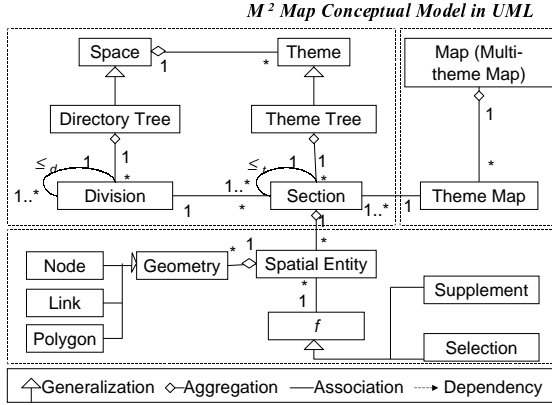 M² Map Conceptual Model in UML
Space
1
*
Theme
Map (Multi-
theme Map)
1
Directory Tree
Theme Tree
1
1
≤d
1
*
≤t
1
*
*
1..*
1..*
Division
Section
Theme Map
1
*
1..*
1
1
*
Node
Geometry
*
1
Spatial Entity
Link
*
1
Supplement
Polygon
f
Selection
Generalization
Aggregation
Association
Dependency